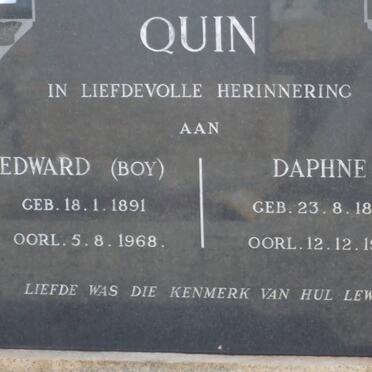 QUIN
IN LIEFDEVOLLE HERINNERING
AAN
EDWARD (BOY)
GEB. 18.1.1891
OORL. 5.8.1968.
DAPHNE
GEB. 23.8.18
OORL. 12.12.1
LIEFDE WAS DIE KENMERK VAN HUL LEW